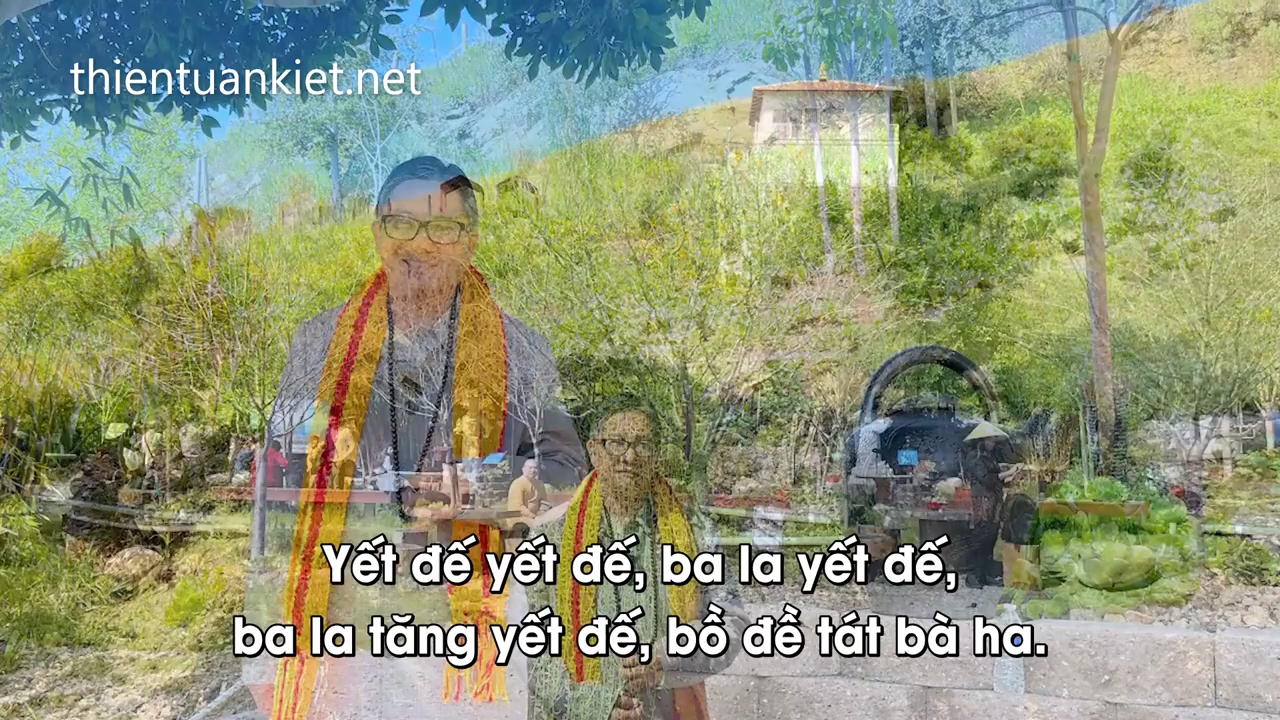 thientuankiet.net
Yết đế yết đế, ba la yết đế,
ba la tăng yết đế, bồ đề tát bà ha.